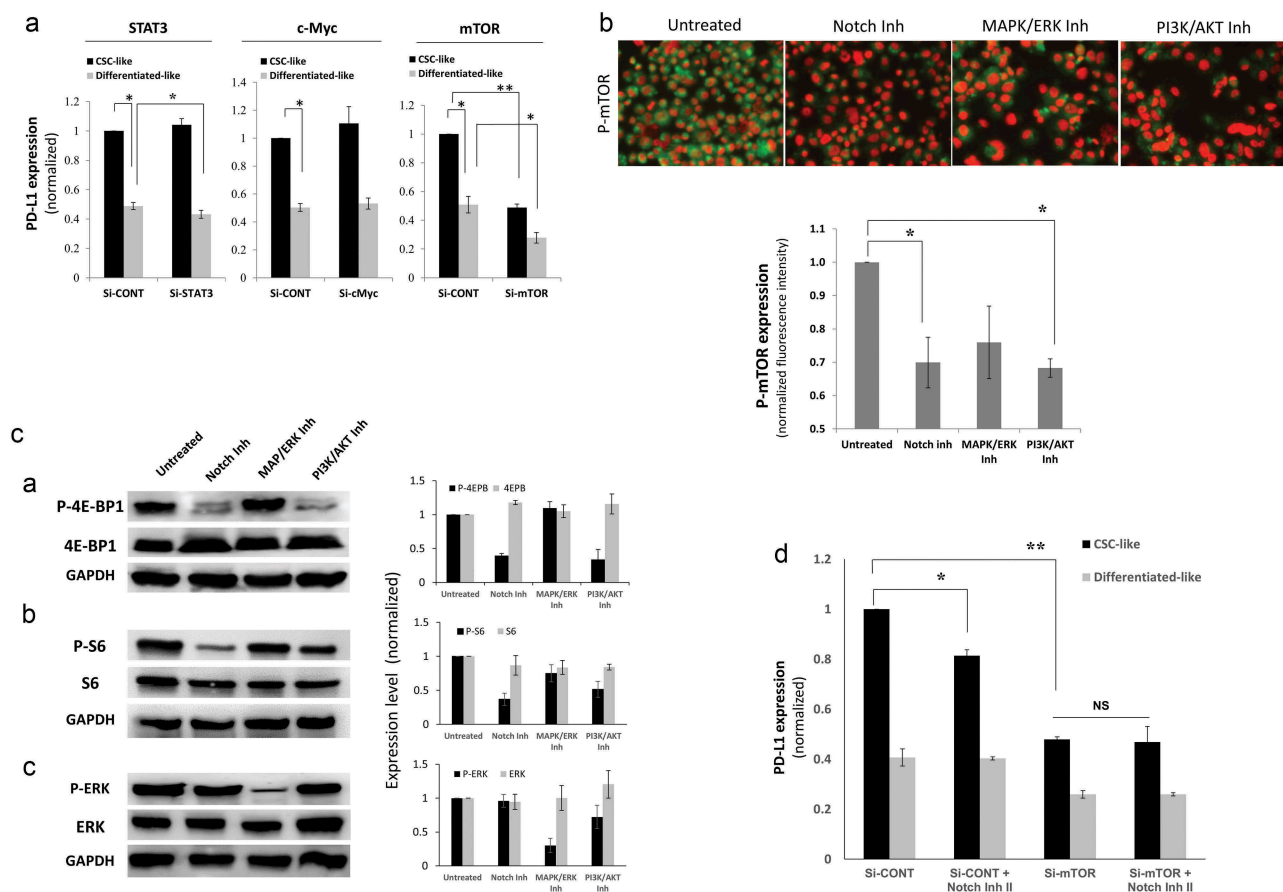 a
STAT3
CSC-like
Differentiated-like
PD-L1 expression
(normalized)
1.2
1
0.8
0.6
0.4
0.2
0
*
*
Si-CONT
Si-STAT3
c-Myc
CSC-like
Differentiated-like
1.4
1.2
1
0.8
0.6
0.4
0.2
0
*
Si-CONT
Si-cMyc
mTOR
CSC-like
Differentiated-like
1.2
1
0.8
0.6
0.4
0.2
0
**
*
*
Si-CONT
Si-mTOR
b
Untreated
Notch Inh
MAPK/ERK Inh
PI3K/AKT Inh
P-mTOR
P-mTOR expression
(normalized fluorescence intensity)
1.0
0.9
0.8
0.7
0.6
0.5
*
*
Untreated
Notch inh
MAPK/ERK
Inh
PI3K/AKT
Inh
c
Untreated
Notch Inh
MAP/ERK Inh
PI3K/AKT Inh
a
P-4E-BP1
4E-BP1
GAPDH
b
P-S6
S6
GAPDH
c
P-ERK
ERK
GAPDH
Expression level (normalized)
P-4EPB
4EPB
1.5
1
0.5
0
Untreated
Notch Inh
MAPK/ERK
Inh
PI3K/AKT
Inh
P-S6
S6
1.5
1
0.5
0
Untreated
Notch Inh
MAPK/ERK
Inh
PI3K/AKT
Inh
P-ERK
ERK
1.5
1
0.5
0
Untreated
Notch Inh
MAPK/ERK
Inh
PI3K/AKT
Inh
d
CSC-like
Differentiated-like
PD-L1 expression
(normalized)
1.2
1
0.8
0.6
0.4
0.2
0
**
*
NS
Si-CONT
Si-CONT +
Notch Inh II
Si-mTOR
Si-mTOR +
Notch Inh II